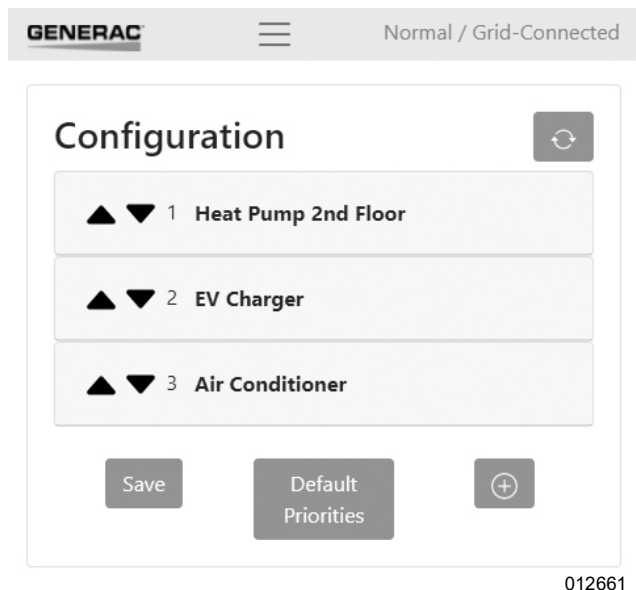 GENERAC
Normal / Grid-Connected
Configuration
1 Heat Pump 2nd Floor
2 EV Charger
3 Air Conditioner
Save
Default
Priorities
012661